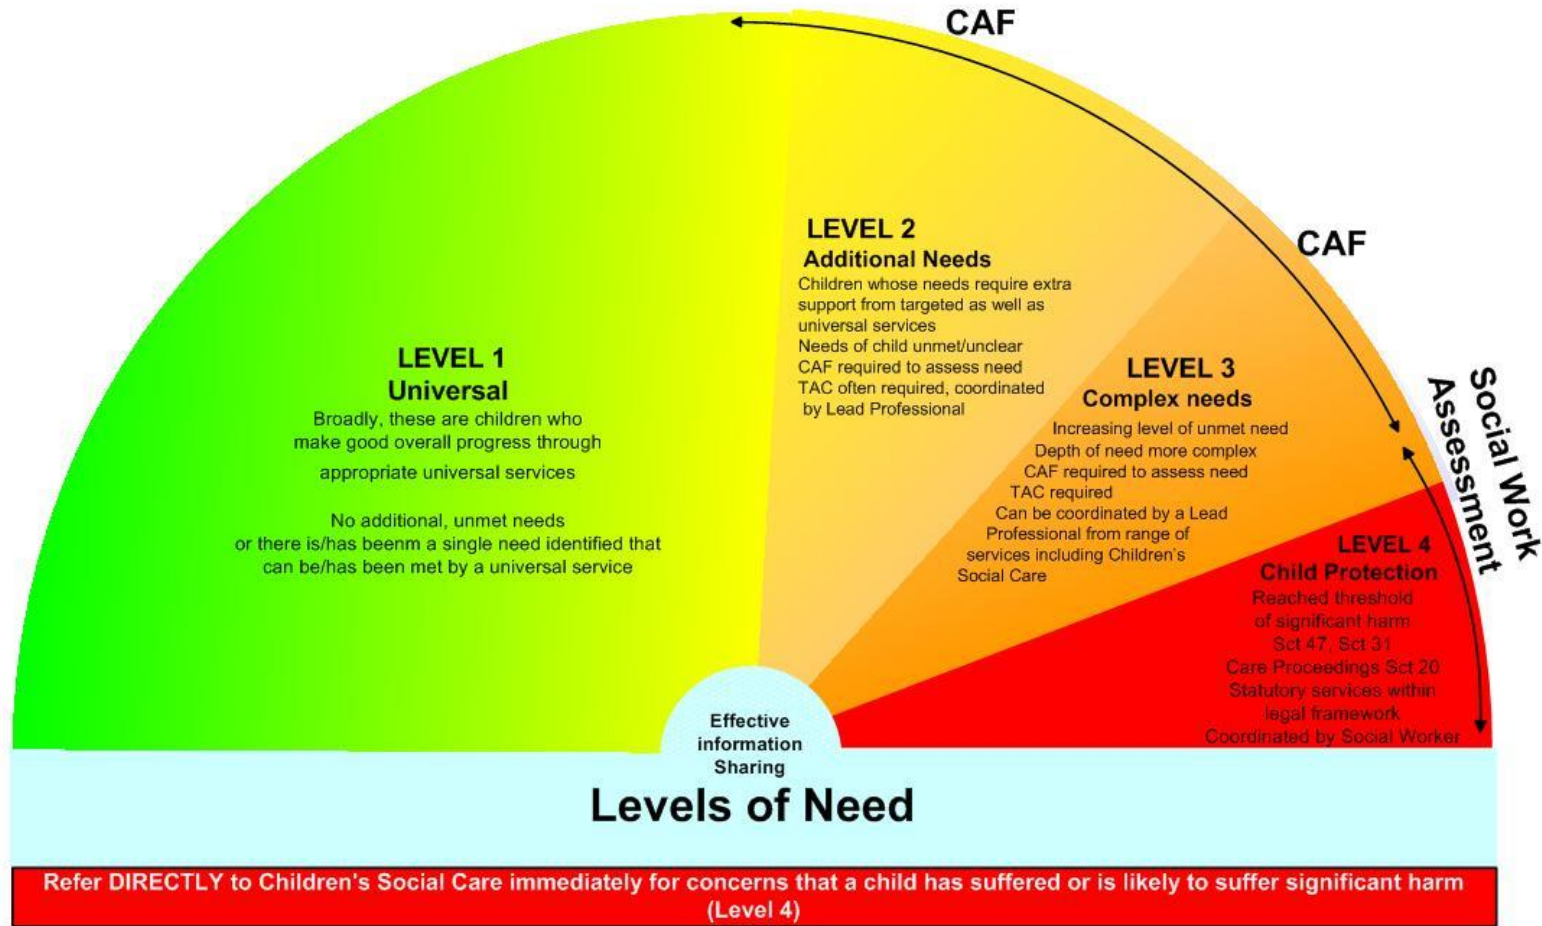 CAF
CAF
Social Work
Assessment
LEVEL 1
Universal
Broadly, these are children who
make good overall progress through
appropriate universal services
No additional, unmet needs
or there is/has beenm a single need identified that
can be/has been met by a universal service
LEVEL 2
Additional Needs
Children whose needs require extra
support from targeted as well as
universal services
Needs of child unmet/unclear
CAF required to assess need
TAC often required, coordinated
by Lead Professional
LEVEL 3
Complex needs
Increasing level of unmet need
Depth of need more complex
CAF required to assess need
TAC required
Can be coordinated by a Lead
Professional from range of
services including Children's
Social Care
LEVEL 4
Child Protection
Reached threshold
of significant harm
Sct 47, Sct 31
Care Proceedings Sct 20
Statutory services within
legal framework
Coordinated by Social Worker
Effective
information
Sharing
Levels of Need
Refer DIRECTLY to Children's Social Care immediately for concerns that a child has suffered or is likely to suffer significant harm
(Level 4)